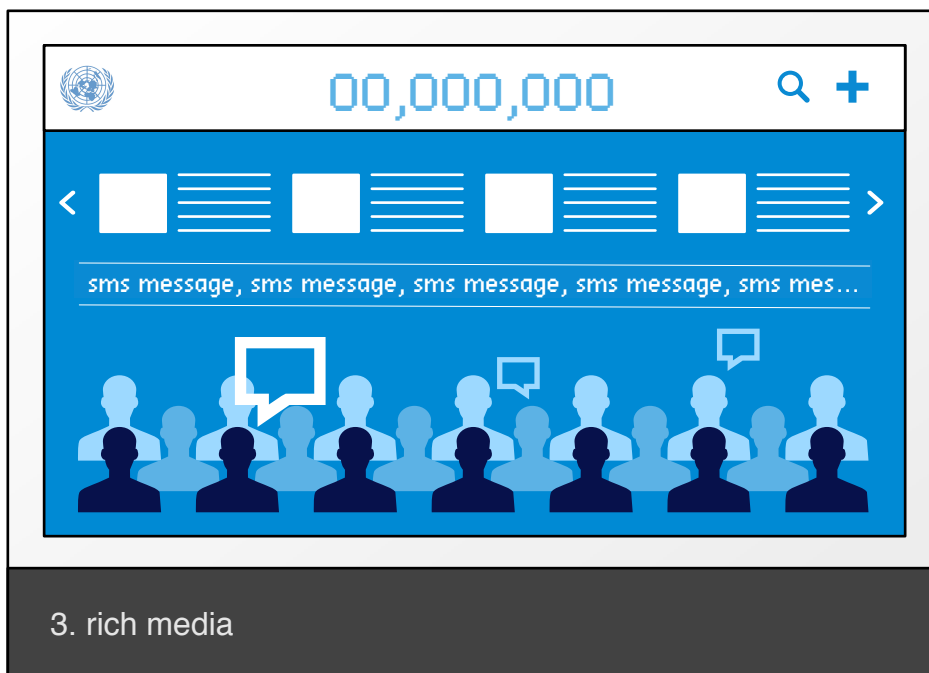 00,000,000
sms message, sms message, sms message, sms message, sms mes...
3. rich media